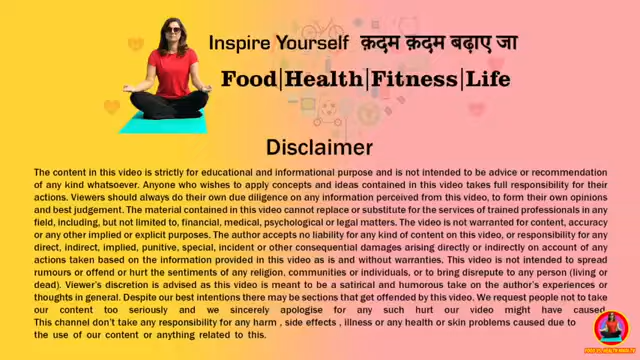 Inspire Yourself क़दम क़दम बढ़ाए जा
Food|Health|Fitness|Life
Disclaimer
The content in this video is strictly for educational and informational purpose and is not intended to be advice or recommendation
of any kind whatsoever. Anyone who wishes to apply concepts and ideas contained in this video takes full responsibility for their
actions. Viewers should always do their own due diligence on any information perceived from this video, to form their own opinions
and best judgement. The material contained in this video cannot replace or substitute for the services of trained professionals in any
field, including, but not limited to, financial, medical, psychological or legal matters. The video is not warranted for content, accuracy
or any other implied or explicit purposes. The author accepts no liability for any kind of content on this video, or responsibility for any
direct, indirect, implied, punitive, special, incident or other consequential damages arising directly or indirectly on account of any
actions taken based on the information provided in this video as is and without warranties. This video is not intended to spread
rumours or offend or hurt the sentiments of any religion, communities or individuals, or to bring disrepute to any person (living or
dead). Viewer's discretion is advised as this video is meant to be a satirical and humorous take on the author's experiences or
thoughts in general. Despite our best intentions there may be sections that get offended by this video. We request people not to take
our content too seriously and we sincerely apologise for any such hurt our video might have caused.
This channel don't take any responsibility for any harm , side effects , illness or any health or skin problems caused due to
the use of our content or anything related to this.